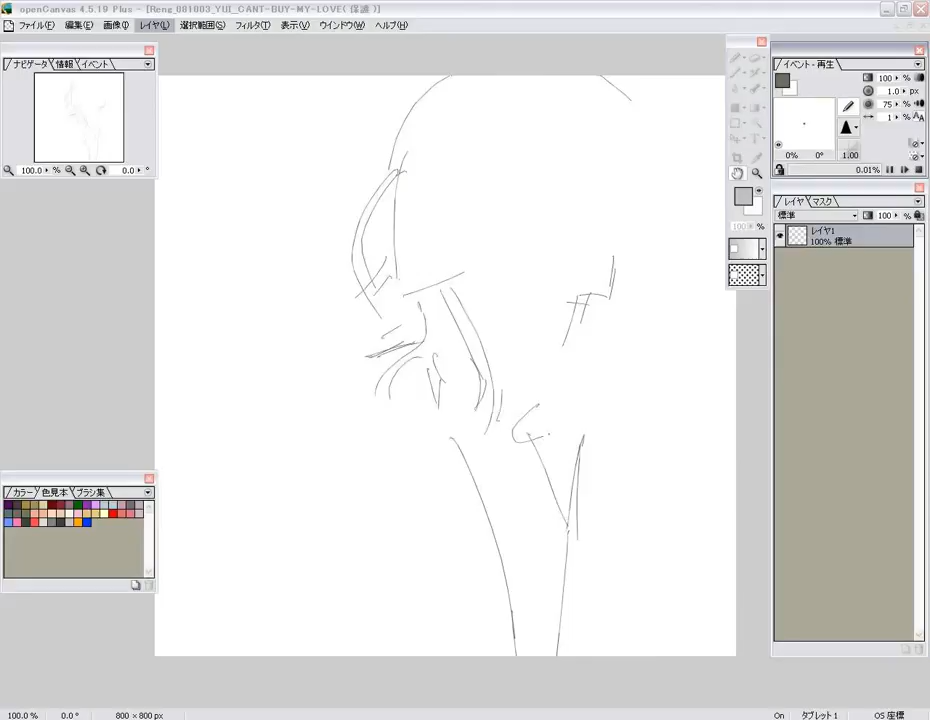 openCanvas 4.5.19 Plus - [Reng_081003_YUI_CANT-BUY-MY-LOVE( 保護 )]
ファイル(F) 編集(E) 画像(I) レイヤ(L) 選択範囲(S) フィルタ(T) 表示(V) ウインドウ(W) ヘルプ(H)
ナビゲータ 情報 イベント
100.0 % 0.0 °
イベント - 再生
100 %
1.0 px
75 %
1 %
0% 0° 1.00
0.01%
レイヤ マスク
標準 100 %
レイヤ1
100% 標準
100 %
カラー 色見本 ブラシ集
100.0 % 0.0 ° 800 × 800 px On タブレット1 OS 座標